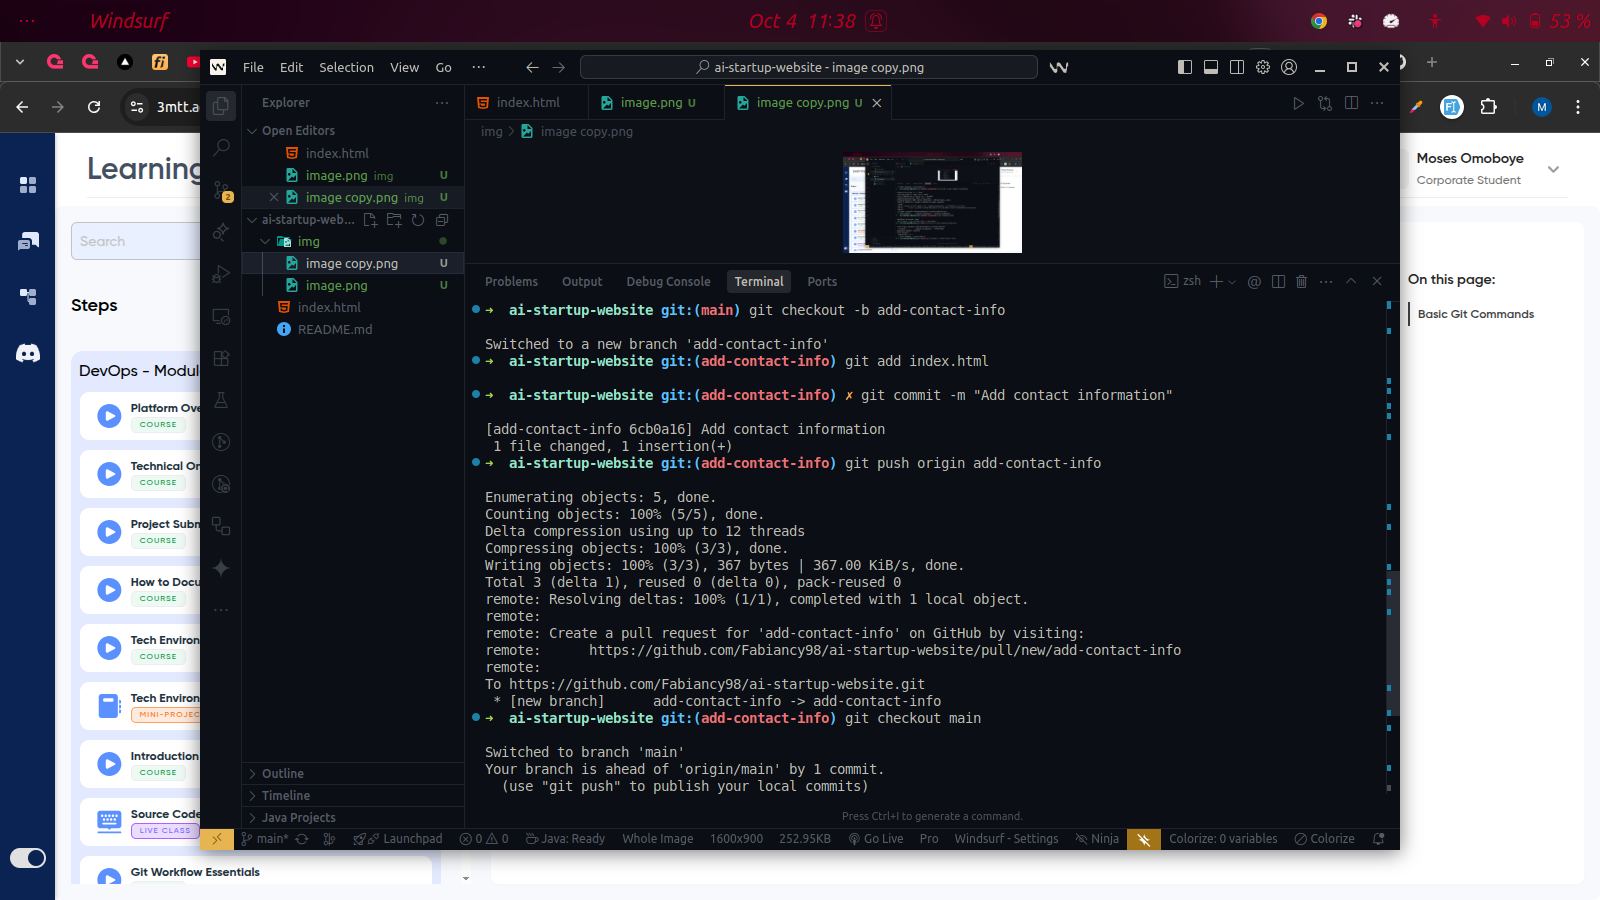 Windsurf
Oct 4 11:38
53 %
File Edit Selection View Go
ai-startup-website - image copy.png
3mtt.a
Learning
Search
Steps
DevOps - Modul
Platform Ove
COURSE
Technical On
COURSE
Project Subm
COURSE
How to Docu
COURSE
Tech Environ
COURSE
Tech Environ
MINI-PROJEC
Introduction
COURSE
Source Code
LIVE CLASS
Git Workflow Essentials
Explorer
Open Editors
index.html
image.png img U
image copy.png img U
ai-startup-web...
img
image copy.png U
image.png U
index.html
README.md
2
Outline
Timeline
Java Projects
index.html
image.png U
image copy.png U
img > image copy.png
Problems Output Debug Console Terminal Ports
zsh
➜ ai-startup-website git:(main) git checkout -b add-contact-info
Switched to a new branch 'add-contact-info'
➜ ai-startup-website git:(add-contact-info) git add index.html
➜ ai-startup-website git:(add-contact-info) ✗ git commit -m "Add contact information"
[add-contact-info 6cb0a16] Add contact information
1 file changed, 1 insertion(+)
➜ ai-startup-website git:(add-contact-info) git push origin add-contact-info
Enumerating objects: 5, done.
Counting objects: 100% (5/5), done.
Delta compression using up to 12 threads
Compressing objects: 100% (3/3), done.
Writing objects: 100% (3/3), 367 bytes | 367.00 KiB/s, done.
Total 3 (delta 1), reused 0 (delta 0), pack-reused 0
remote: Resolving deltas: 100% (1/1), completed with 1 local object.
remote:
remote: Create a pull request for 'add-contact-info' on GitHub by visiting:
remote: https://github.com/Fabiancy98/ai-startup-website/pull/new/add-contact-info
remote:
To https://github.com/Fabiancy98/ai-startup-website.git
* [new branch] add-contact-info -> add-contact-info
➜ ai-startup-website git:(add-contact-info) git checkout main
Switched to branch 'main'
Your branch is ahead of 'origin/main' by 1 commit.
(use "git push" to publish your local commits)
Press Ctrl+I to generate a command.
main* Launchpad 0 0 Java: Ready Whole Image 1600x900 252.95KB Go Live Pro Windsurf - Settings Ninja Colorize: 0 variables Colorize
M
Moses Omoboye
Corporate Student
On this page:
Basic Git Commands